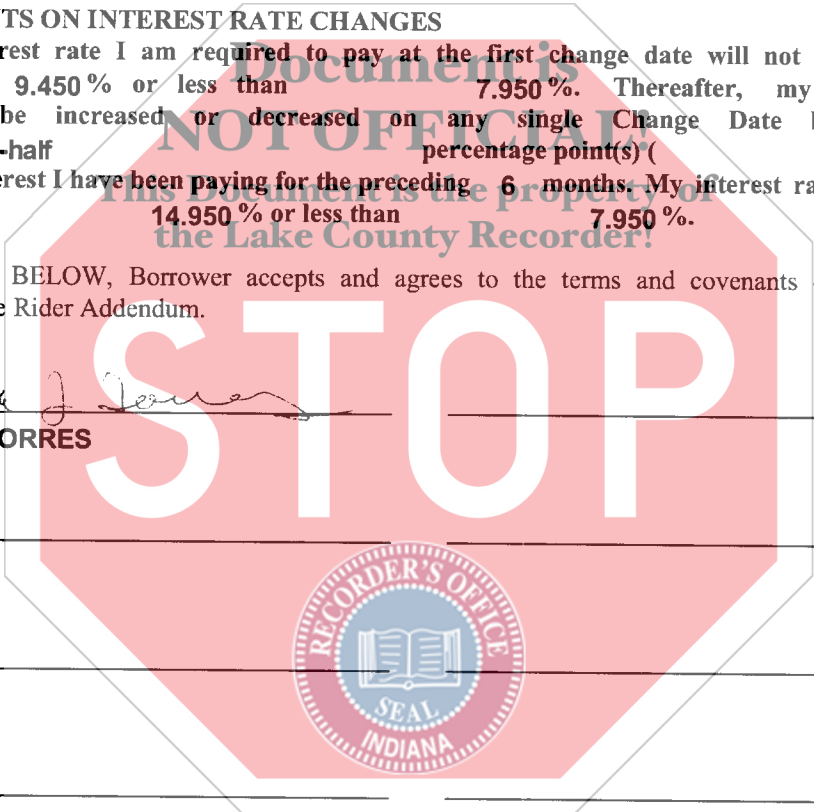 TS ON INTEREST RATE CHANGES
rest rate I am required to pay at the first change date will not
9.450 % or less than 7.950 %. Thereafter, my
be increased or decreased on any single Change Date b
-half percentage point(s) (
erest I have been paying for the preceding 6 months. My interest ra
14.950 % or less than 7.950 %.
Document is
NOT OFFICIAL!
This Document is the property of
the Lake County Recorder!
BELOW, Borrower accepts and agrees to the terms and covenants
e Rider Addendum.
ORRES
STOP
RECORDER'S OFFICE
SEAL
INDIANA